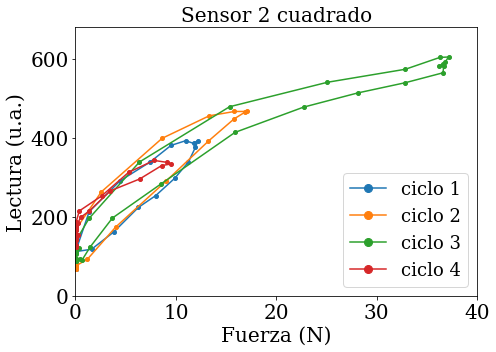 Sensor 2 cuadrado
Lectura (u.a.)
600
400
200
0
ciclo 1
ciclo 2
ciclo 3
ciclo 4
0 10 20 30 40
Fuerza (N)